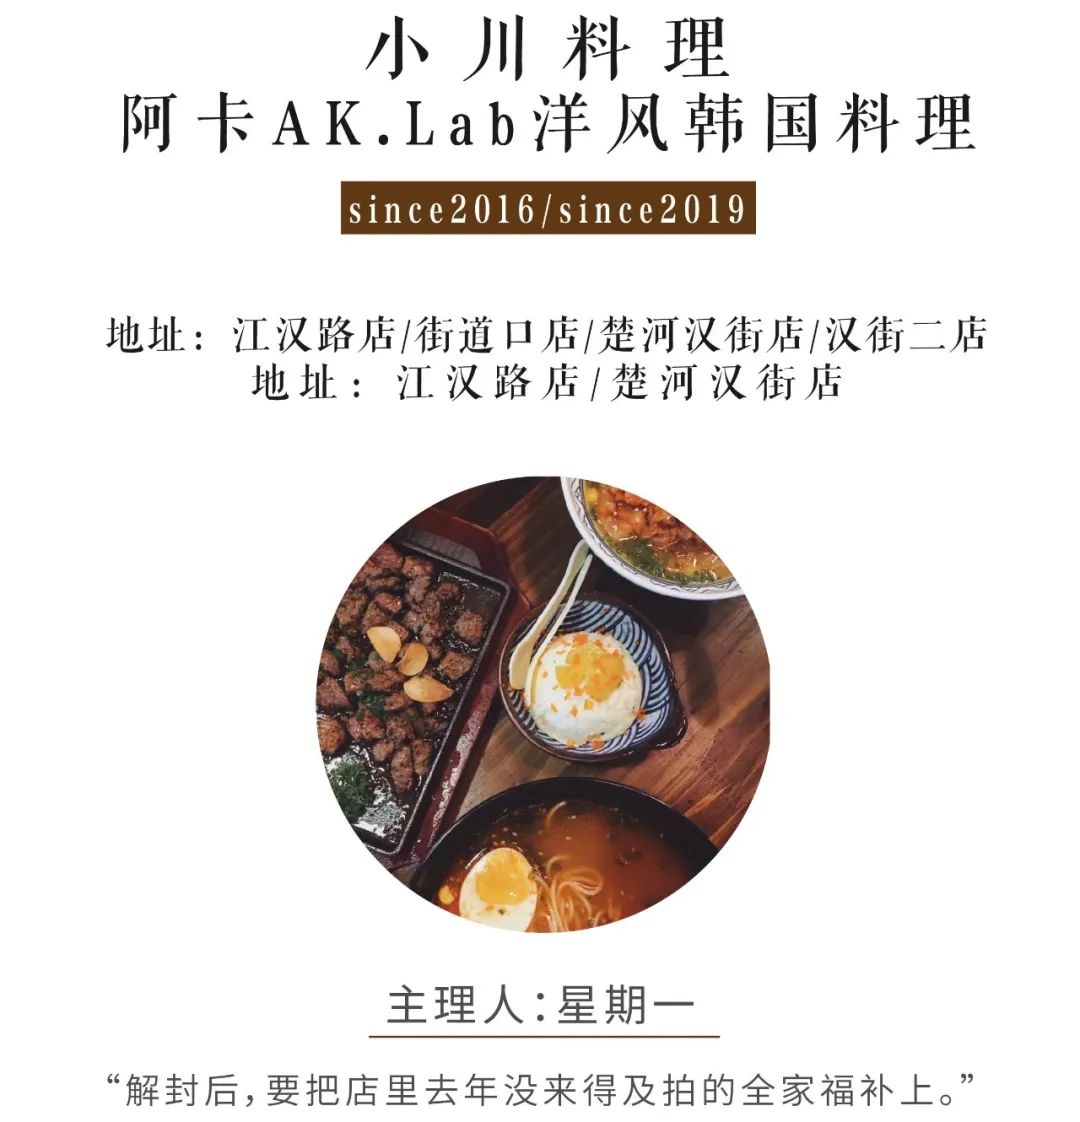 小川料理
阿卡AK.Lab洋风韩国料理
since2016/since2019
地址：江汉路店/街道口店/楚河汉街店/汉街二店
地址：江汉路店/楚河汉街店
主理人：星期一
“解封后，要把店里去年没来得及拍的全家福补上。”